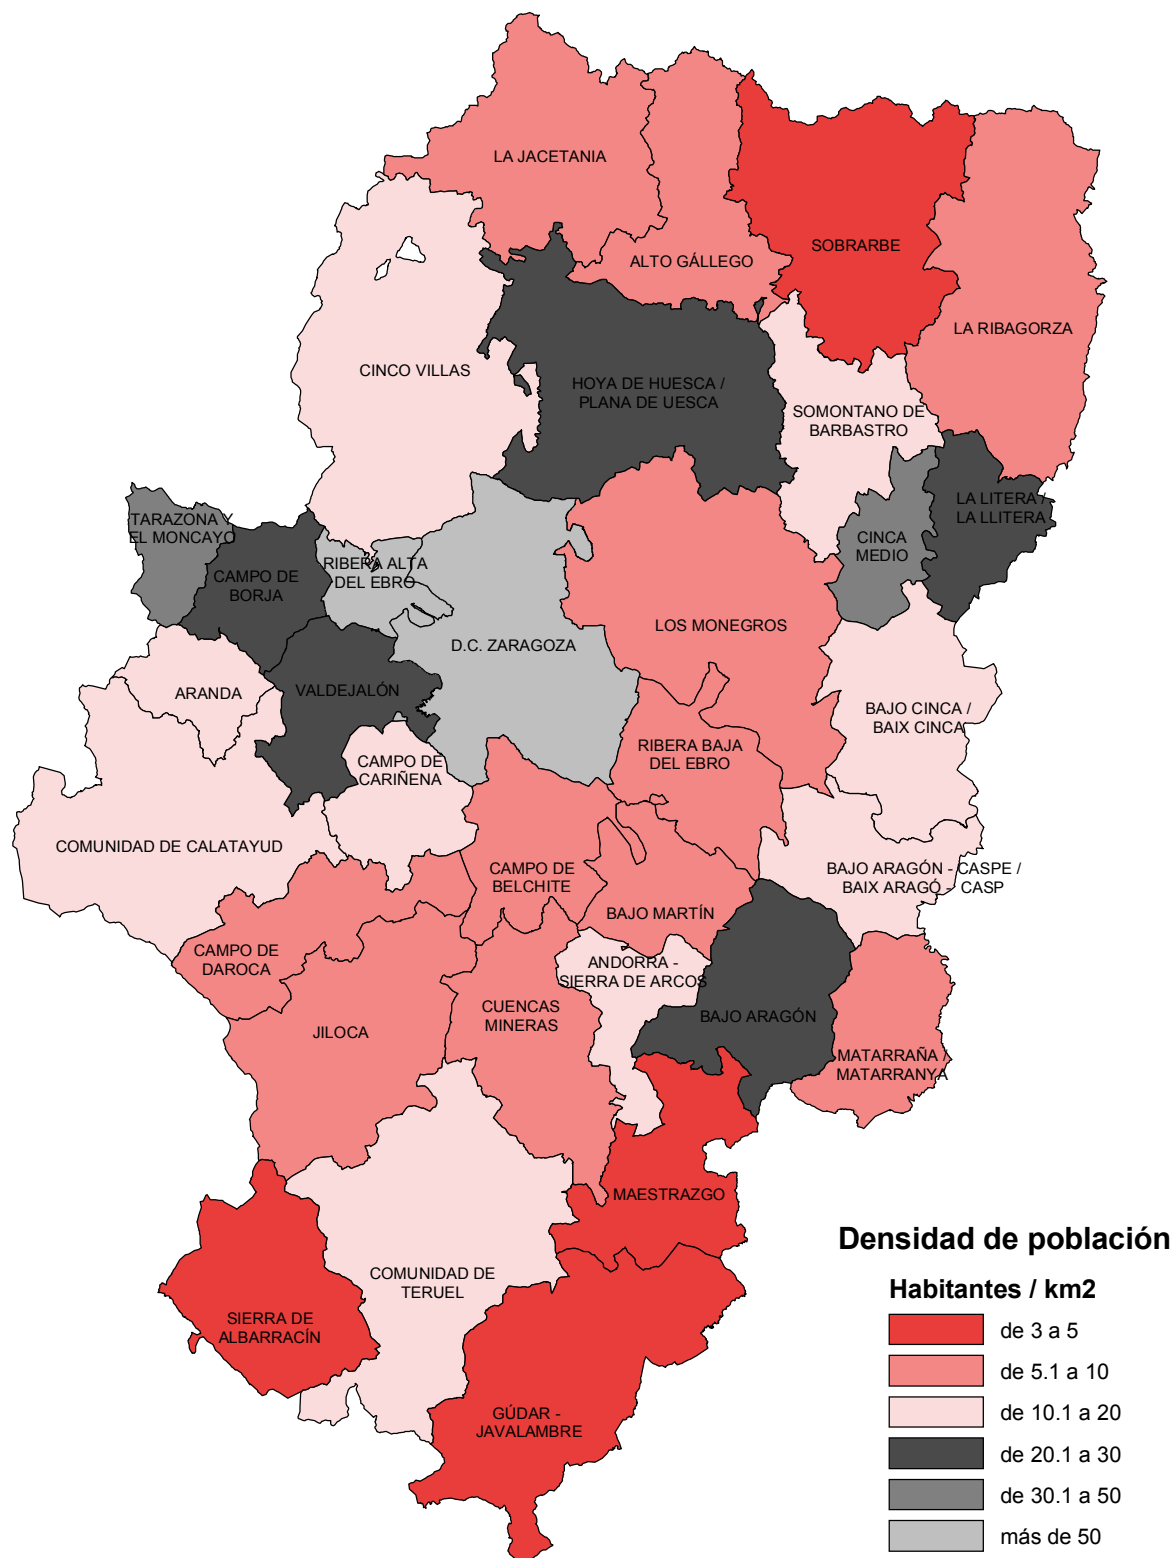 LA JACETANIA
SOBRARBE
ALTO GÁLLEGO
LA RIBAGORZA
CINCO VILLAS
HOYA DE HUESCA /
PLANA DE UESCA
SOMONTANO DE
BARBASTRO
LA LITERA /
LA LLITERA
TARAZONA Y
EL MONCAYO
CINCA
MEDIO
RIBERA ALTA
DEL EBRO
CAMPO DE
BORJA
LOS MONEGROS
D.C. ZARAGOZA
ARANDA
VALDEJALÓN
BAJO CINCA /
BAIX CINCA
RIBERA BAJA
DEL EBRO
CAMPO DE
CARIÑENA
COMUNIDAD DE CALATAYUD
CAMPO DE
BELCHITE
BAJO ARAGÓN - CASPE /
BAIX ARAGÓ - CASP
BAJO MARTÍN
CAMPO DE
DAROCA
ANDORRA -
SIERRA DE ARCOS
CUENCAS
MINERAS
BAJO ARAGÓN
JILOCA
MATARRAÑA /
MATARRANYA
MAESTRAZGO
COMUNIDAD DE
TERUEL
SIERRA DE
ALBARRACÍN
GÚDAR -
JAVALAMBRE
Densidad de población
Habitantes / km2
de 3 a 5
de 5.1 a 10
de 10.1 a 20
de 20.1 a 30
de 30.1 a 50
más de 50